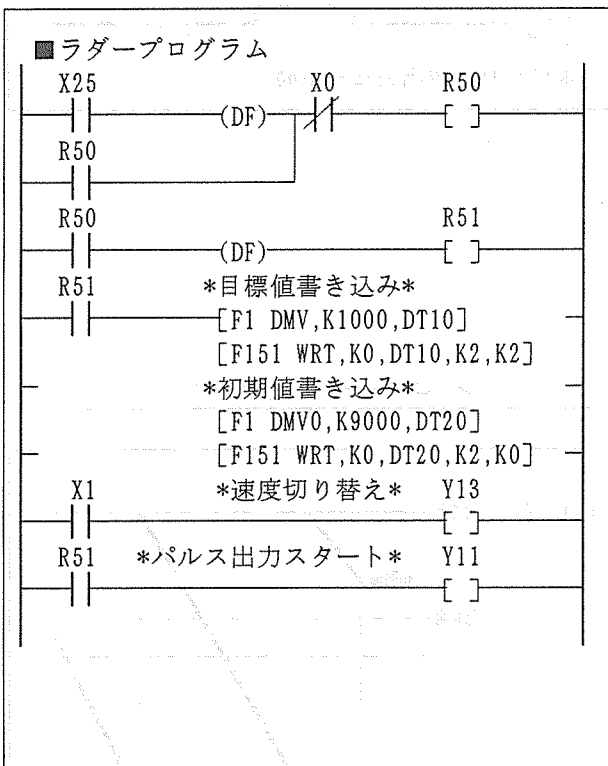 ■ラダープログラム
X25 X0 R50
(DF)
R50
R50 R51
(DF)
R51 *目標値書き込み*
[F1 DMV,K1000,DT10]
[F151 WRT,K0,DT10,K2,K2]
*初期値書き込み*
[F1 DMV0,K9000,DT20]
[F151 WRT,K0,DT20,K2,K0]
X1 *速度切り替え* Y13
R51 *パルス出力スタート* Y11